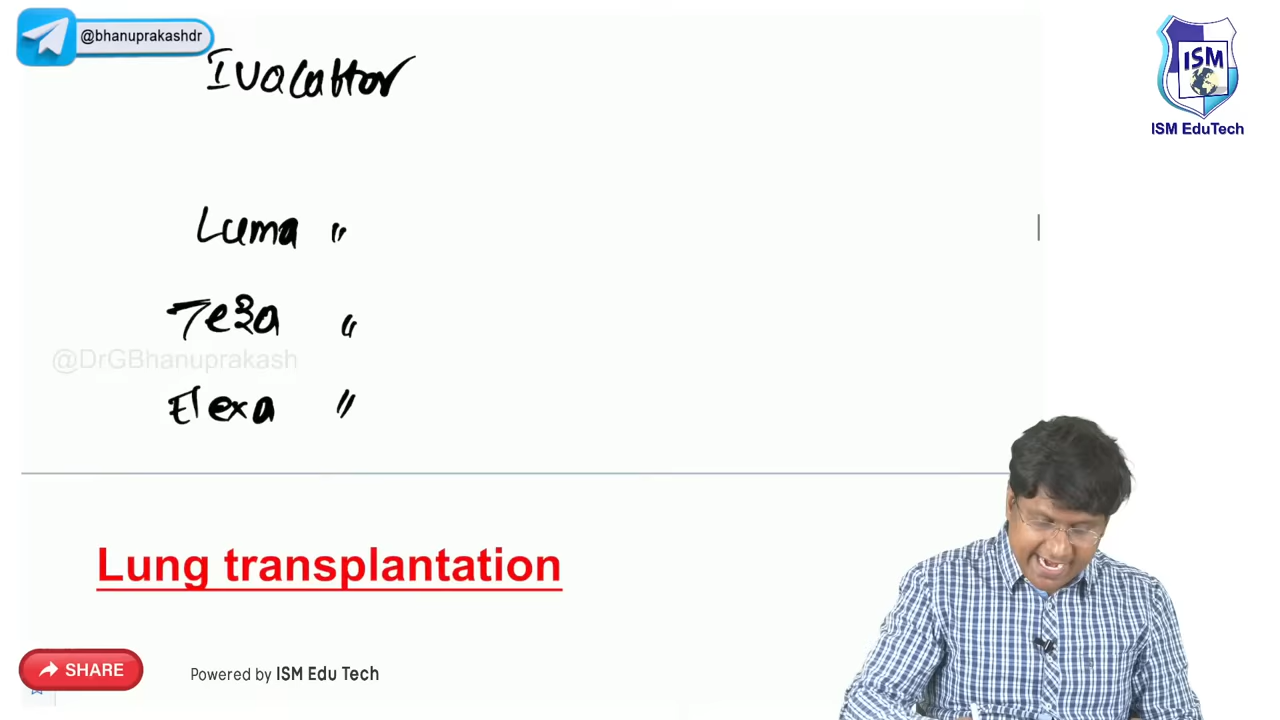 @bhanuprakashdr
ISM
ISM EduTech
Ivacaftor
Luma "
Teza "
@DrGBhanuprakash
Elexa "
Lung transplantation
SHARE
Powered by ISM Edu Tech